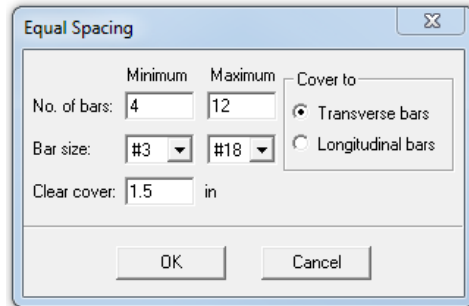 Equal Spacing
Minimum Maximum Cover to
No. of bars: 4 12 Transverse bars
Bar size: #3 #18 Longitudinal bars
Clear cover: 1.5 in
OK Cancel